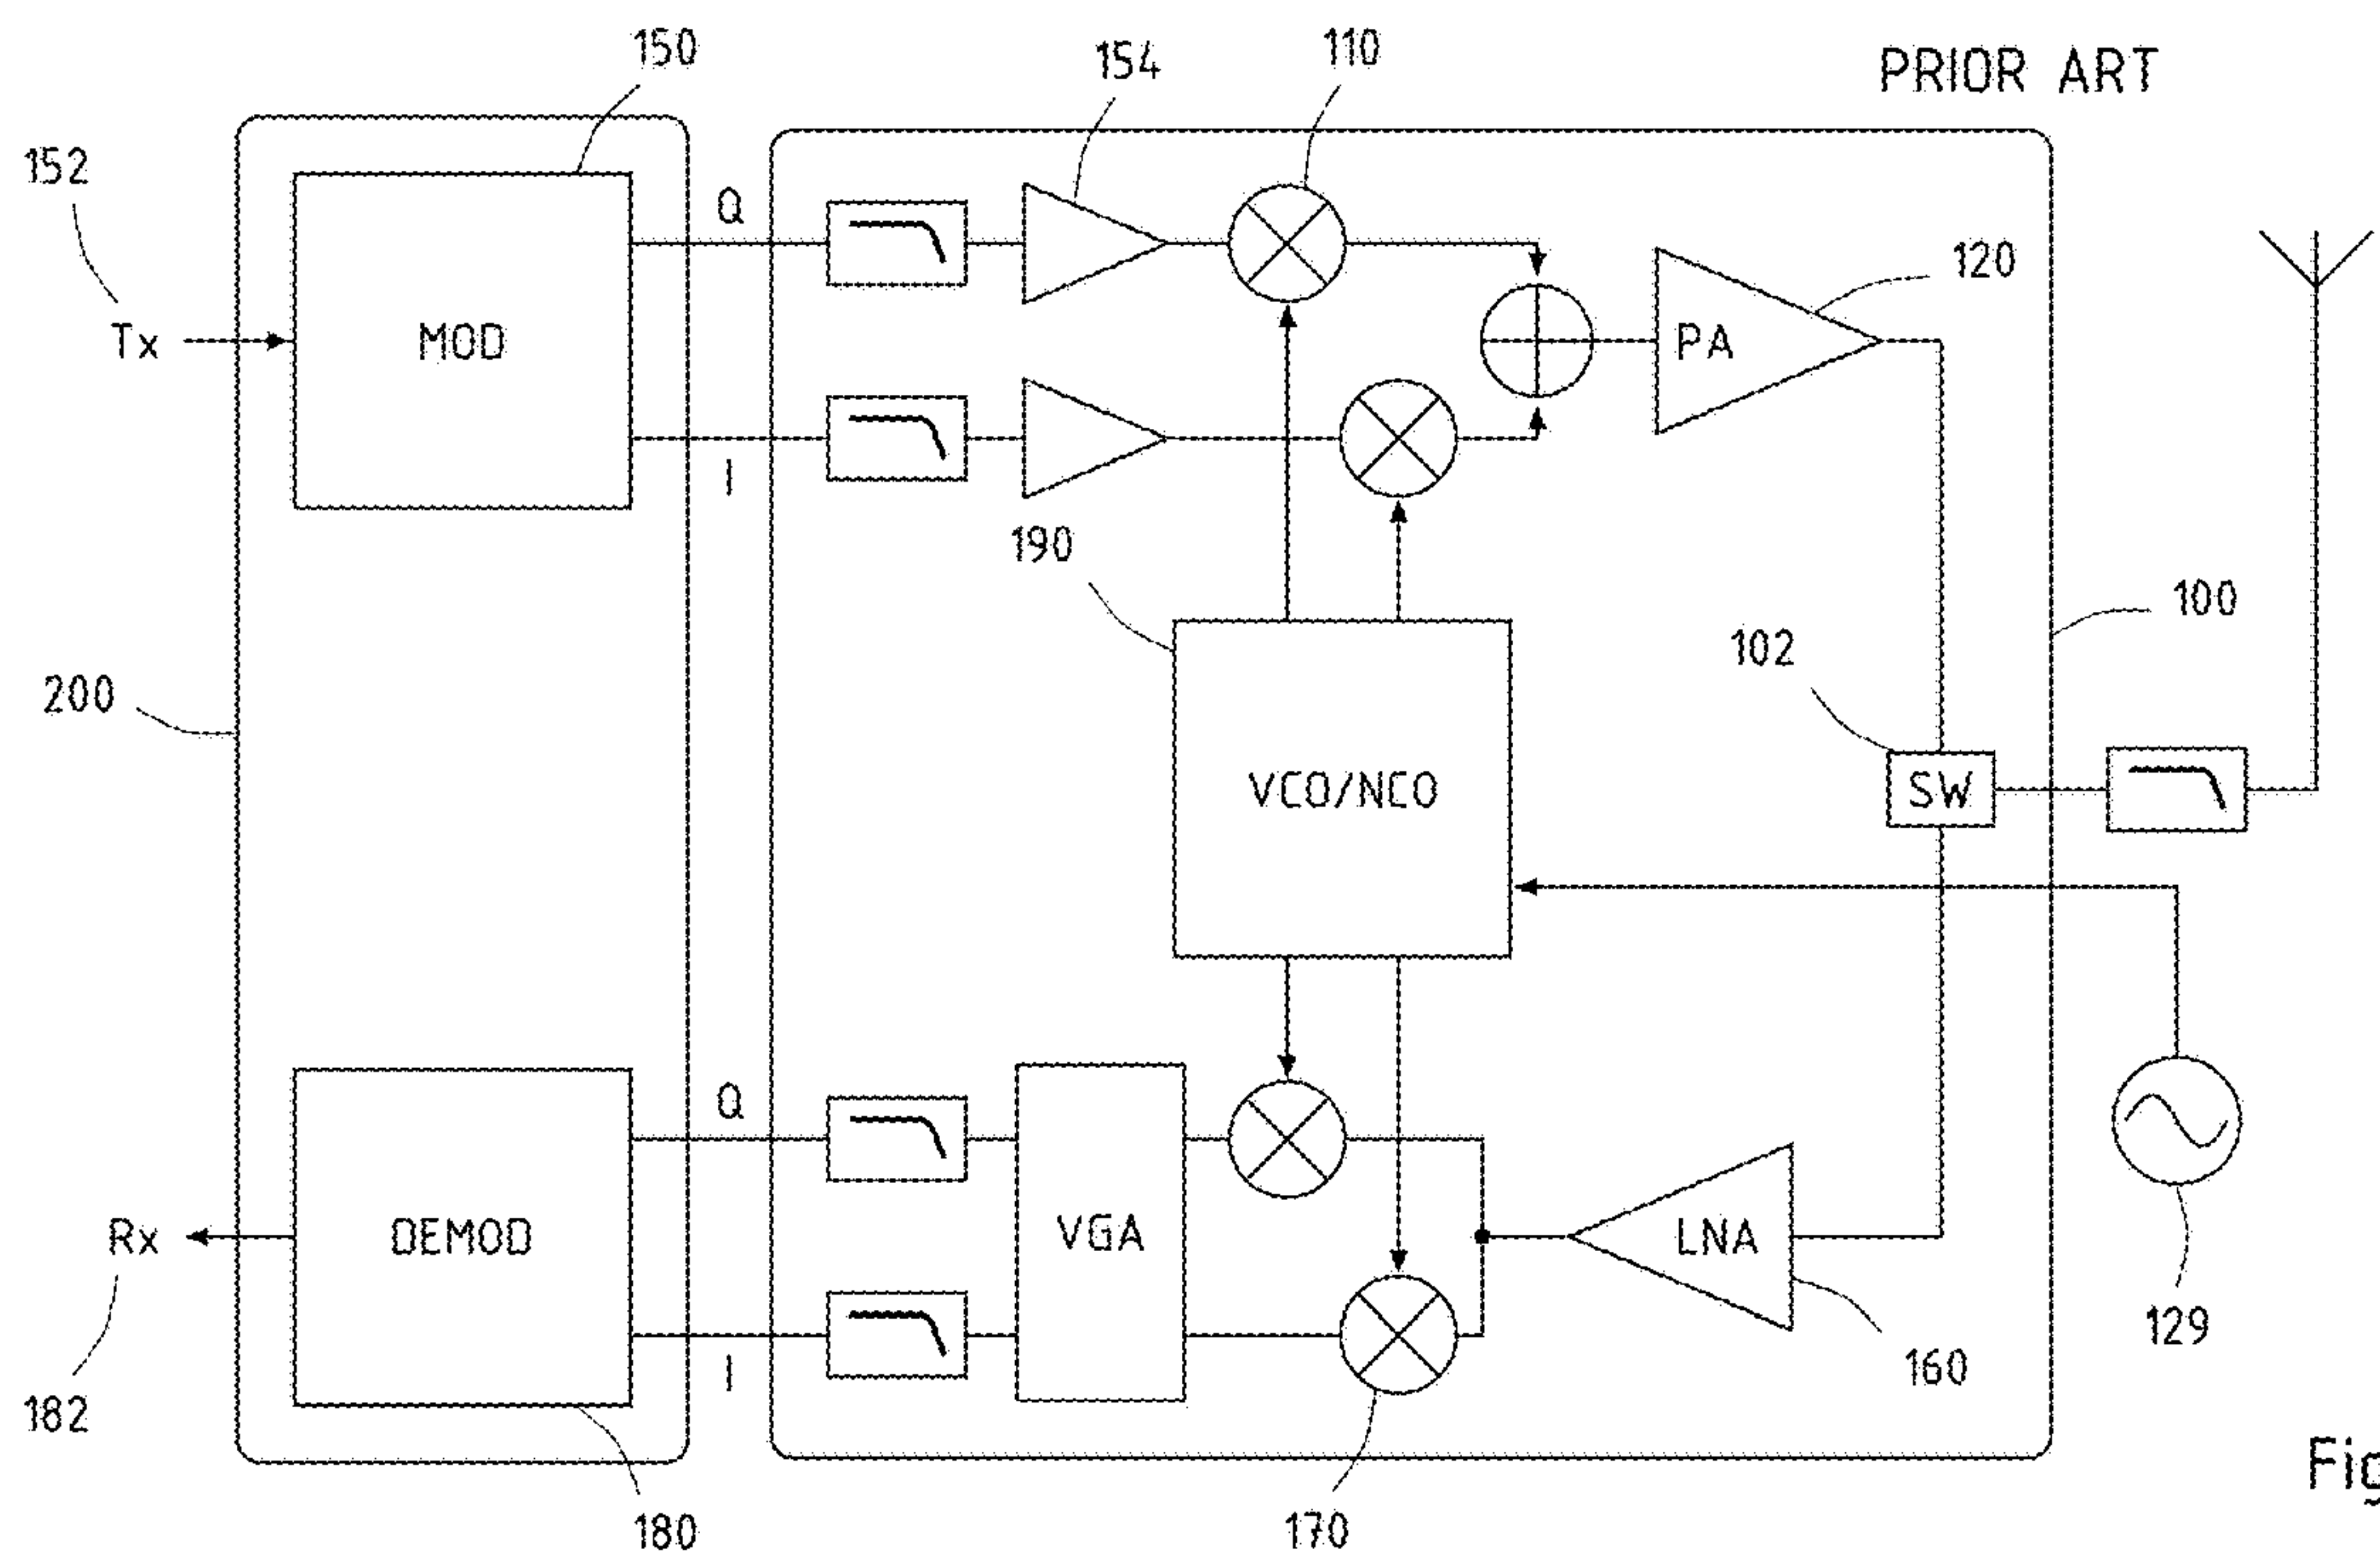 PRIOR ART
150
154
110
152
Q
120
Tx
MOD
PA
I
190
100
102
200
VCO/NCO
SW
Q
Rx
DEMOD
VGA
LNA
129
I
160
182
180
170
Fig